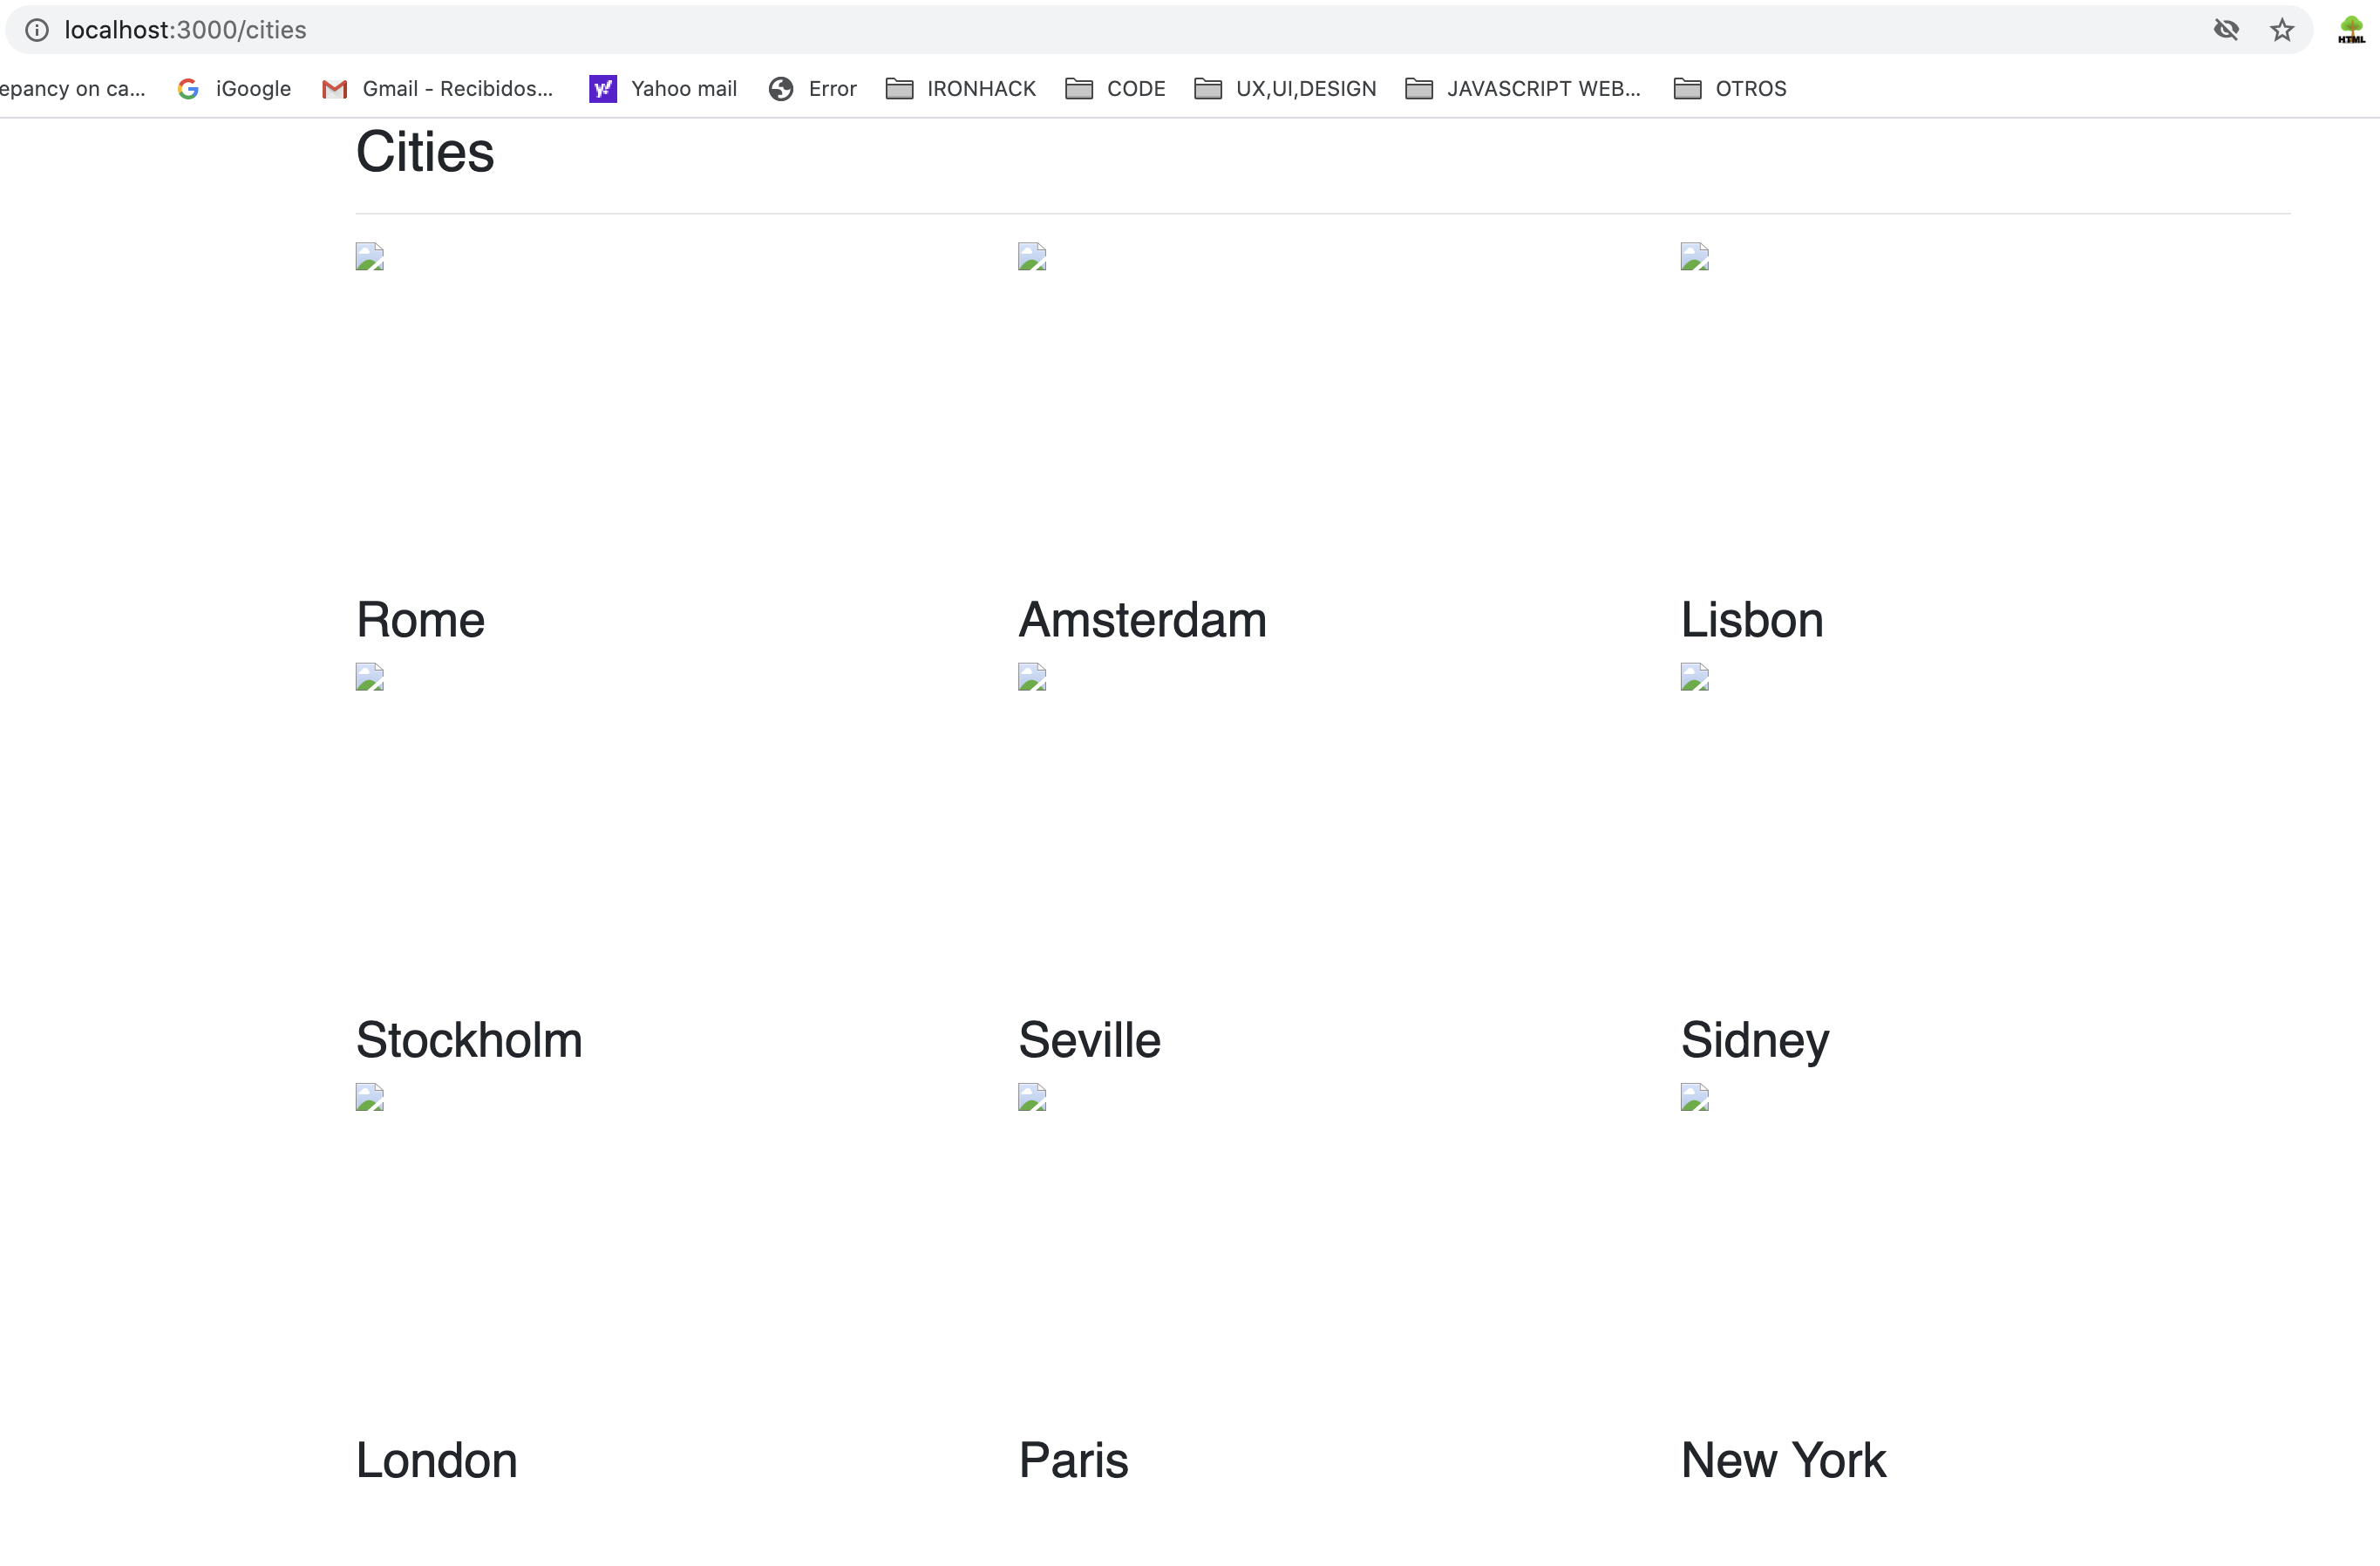 localhost:3000/cities
HTML
epancy on ca... iGoogle Gmail - Recibidos... Yahoo mail Error IRONHACK CODE UX,UI,DESIGN JAVASCRIPT WEB... OTROS
Cities
Rome Amsterdam Lisbon
Stockholm Seville Sidney
London Paris New York